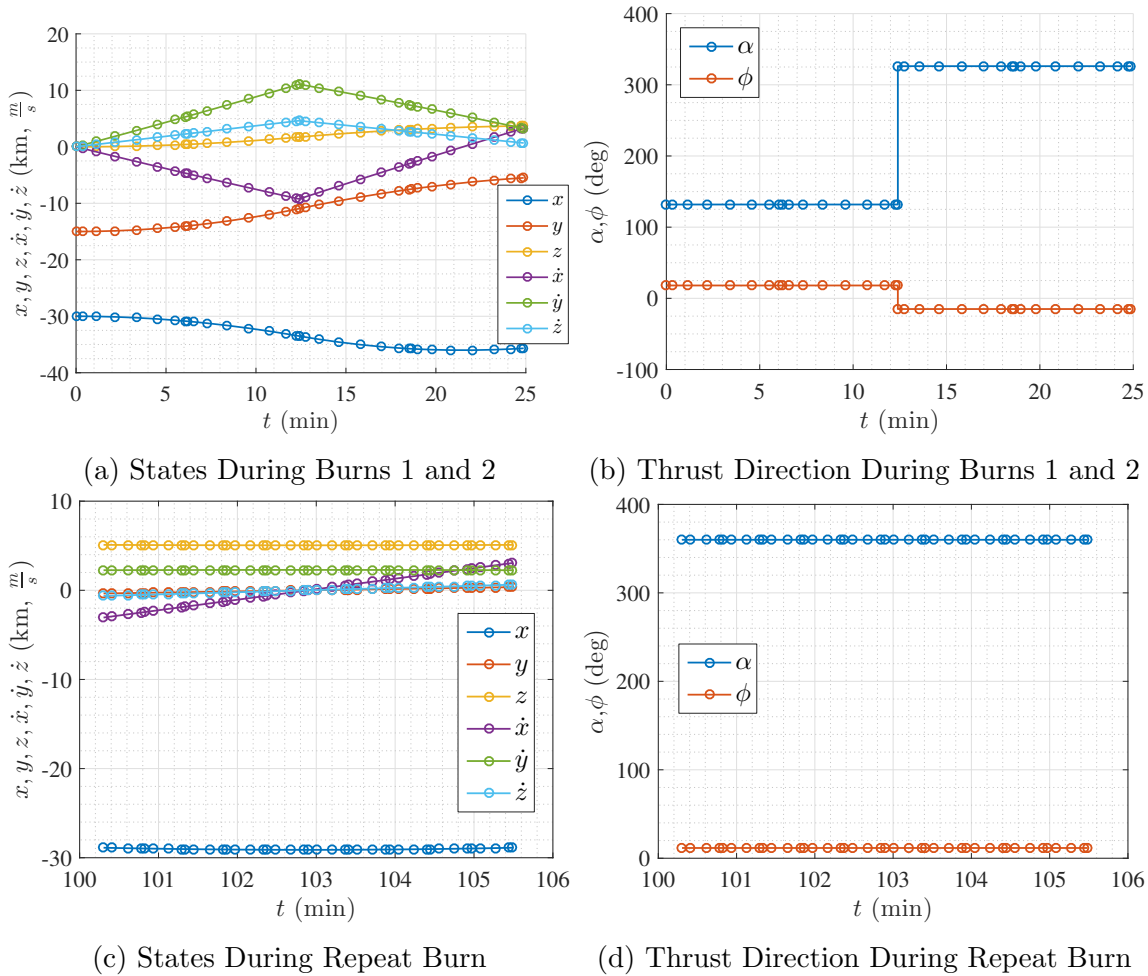 x, y, z, ẋ, ẏ, ż (km, m/s)
20
10
0
-10
-20
-30
-40
0 5 10 15 20 25
t (min)
x
y
z
ẋ
ẏ
ż
(a) States During Burns 1 and 2
α,ϕ (deg)
400
300
200
100
0
-100
0 5 10 15 20 25
t (min)
α
ϕ
(b) Thrust Direction During Burns 1 and 2
x, y, z, ẋ, ẏ, ż (km, m/s)
10
0
-10
-20
-30
100 101 102 103 104 105 106
t (min)
x
y
z
ẋ
ẏ
ż
(c) States During Repeat Burn
α,ϕ (deg)
400
300
200
100
0
100 101 102 103 104 105 106
t (min)
α
ϕ
(d) Thrust Direction During Repeat Burn